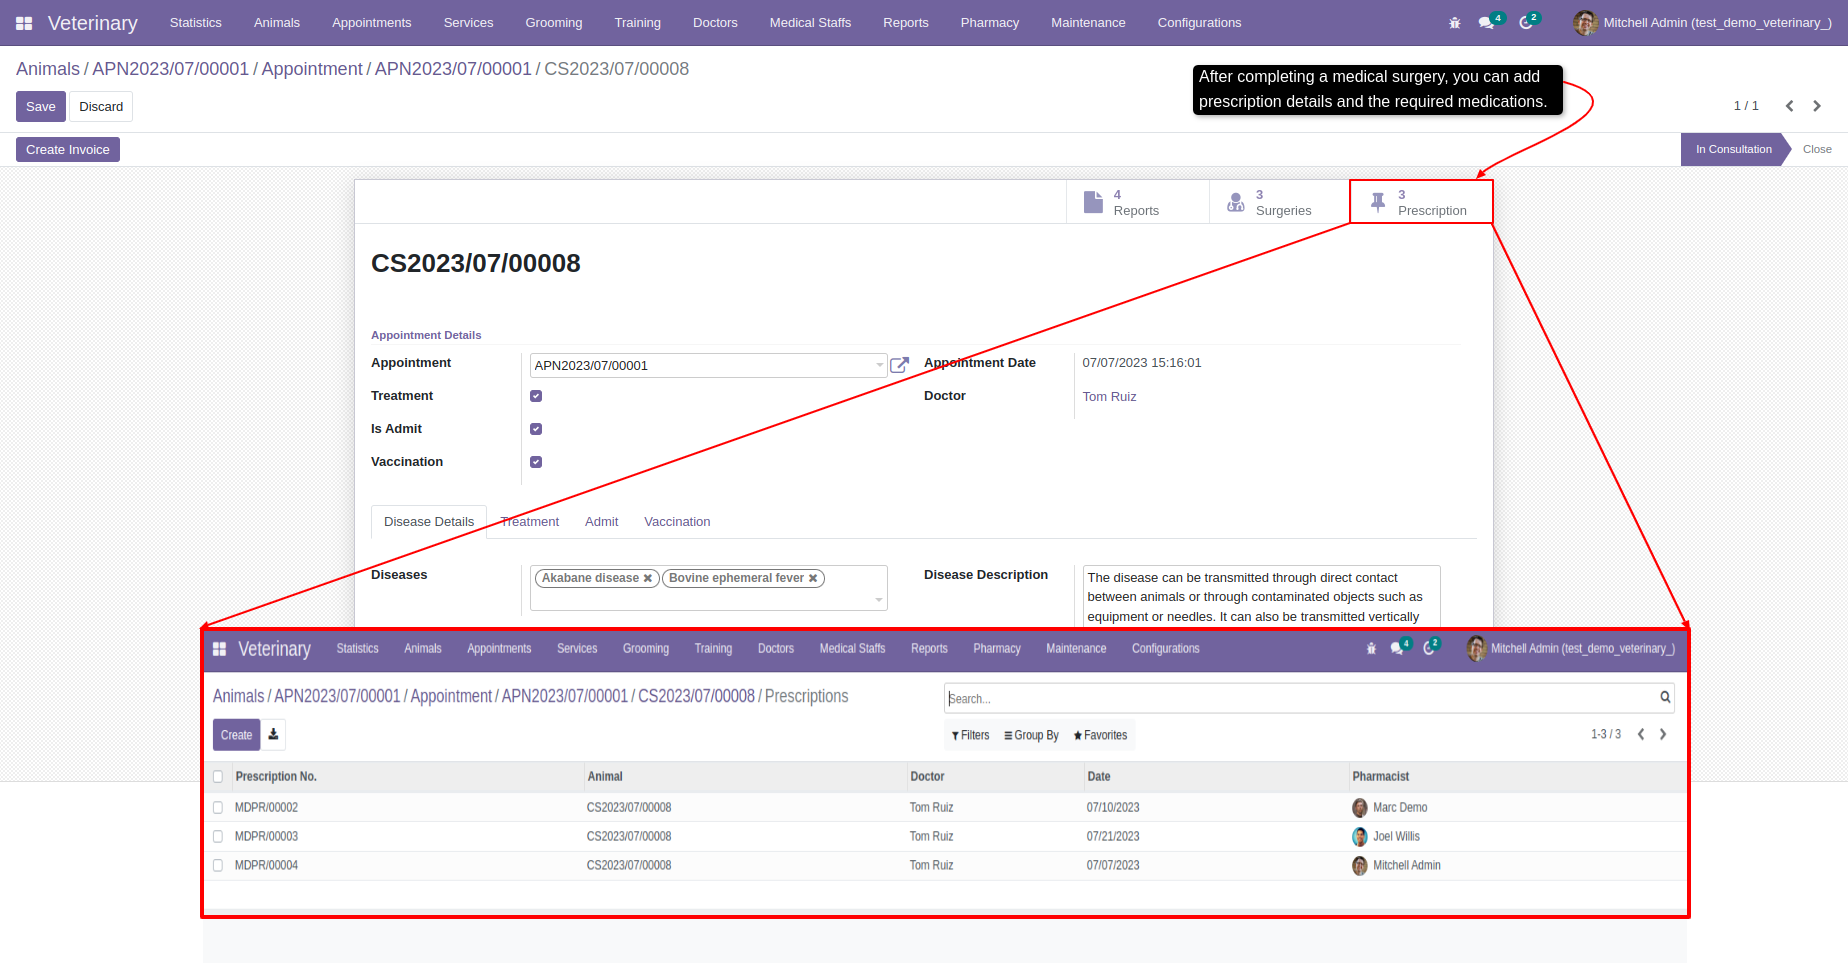 Veterinary Statistics Animals Appointments Services Grooming Training Doctors Medical Staffs Reports Pharmacy Maintenance Configurations 4 2 Mitchell Admin (test_demo_veterinary_)
Animals / APN2023/07/00001 / Appointment / APN2023/07/00001 / CS2023/07/00008
After completing a medical surgery, you can add
prescription details and the required medications.
Save Discard 1 / 1
Create Invoice In Consultation Close
4 3 3
Reports Surgeries Prescription
CS2023/07/00008
Appointment Details
Appointment APN2023/07/00001 Appointment Date 07/07/2023 15:16:01
Treatment Doctor Tom Ruiz
Is Admit
Vaccination
Disease Details Treatment Admit Vaccination
Diseases Akabane disease Bovine ephemeral fever Disease Description The disease can be transmitted through direct contact
between animals or through contaminated objects such as
equipment or needles. It can also be transmitted vertically
Veterinary Statistics Animals Appointments Services Grooming Training Doctors Medical Staffs Reports Pharmacy Maintenance Configurations 4 2 Mitchell Admin (test_demo_veterinary_)
Animals / APN2023/07/00001 / Appointment / APN2023/07/00001 / CS2023/07/00008 / Prescriptions Search...
Create Filters Group By Favorites 1-3 / 3
Prescription No. Animal Doctor Date Pharmacist
MDPR/00002 CS2023/07/00008 Tom Ruiz 07/10/2023 Marc Demo
MDPR/00003 CS2023/07/00008 Tom Ruiz 07/21/2023 Joel Willis
MDPR/00004 CS2023/07/00008 Tom Ruiz 07/07/2023 Mitchell Admin